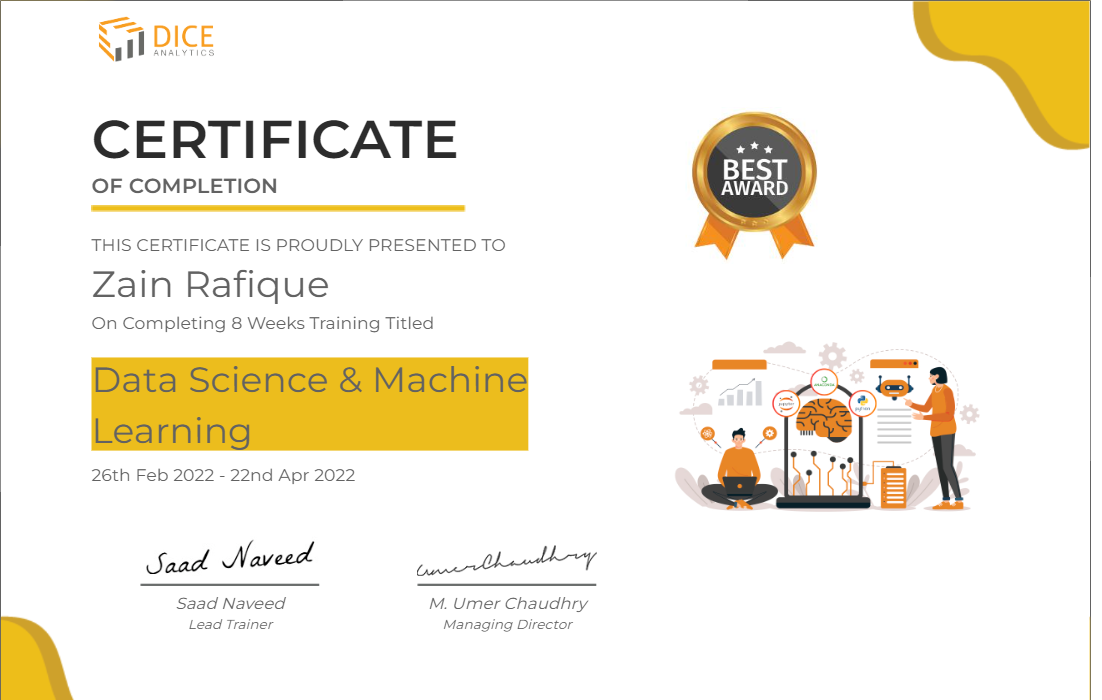 DICE
ANALYTICS
CERTIFICATE
OF COMPLETION
BEST
AWARD
THIS CERTIFICATE IS PROUDLY PRESENTED TO
Zain Rafique
On Completing 8 Weeks Training Titled
Data Science & Machine
Learning
26th Feb 2022 - 22nd Apr 2022
ANACONDA
jupyter
python
Saad Naveed
umerChaudhry
Saad Naveed
M. Umer Chaudhry
Lead Trainer
Managing Director